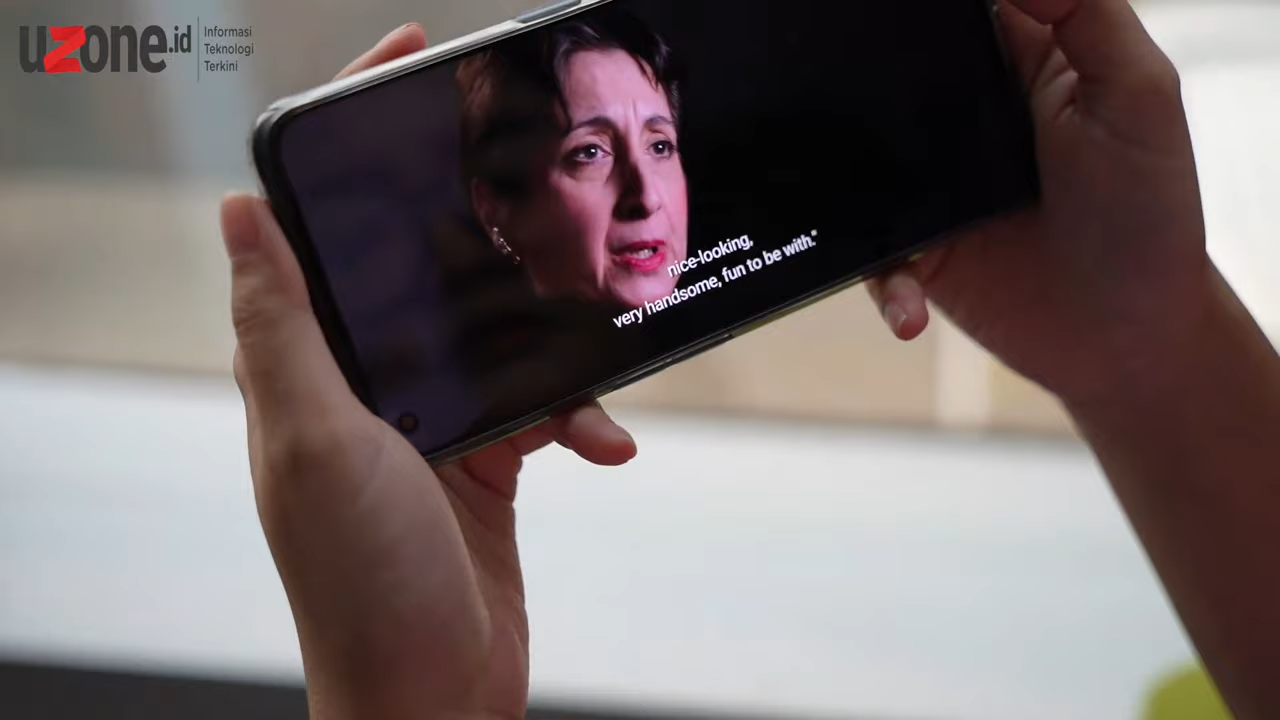 uzone.id
Informasi
Teknologi
Terkini
nice-looking,
very handsome, fun to be with."